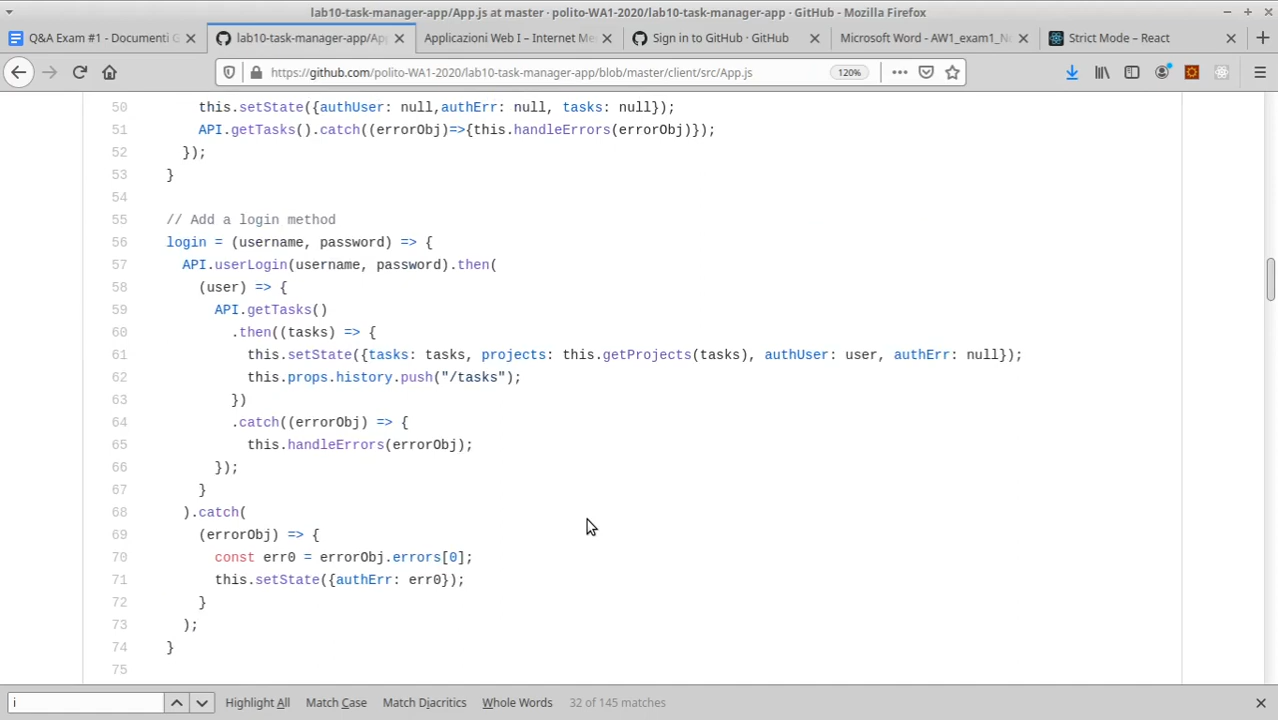 lab10-task-manager-app/App.js at master · polito-WA1-2020/lab10-task-manager-app · GitHub - Mozilla Firefox
Q&A Exam #1 - Documenti G
lab10-task-manager-app/Ap
Applicazioni Web I – Internet Me
Sign in to GitHub · GitHub
Microsoft Word - AW1_exam1_No
Strict Mode – React
https://github.com/polito-WA1-2020/lab10-task-manager-app/blob/master/client/src/App.js
120%
50 this.setState({authUser: null,authErr: null, tasks: null});
51 API.getTasks().catch((errorObj)=>{this.handleErrors(errorObj)});
52 });
53 }
54
55 // Add a login method
56 login = (username, password) => {
57 API.userLogin(username, password).then(
58 (user) => {
59 API.getTasks()
60 .then((tasks) => {
61 this.setState({tasks: tasks, projects: this.getProjects(tasks), authUser: user, authErr: null});
62 this.props.history.push("/tasks");
63 })
64 .catch((errorObj) => {
65 this.handleErrors(errorObj);
66 });
67 }
68 ).catch(
69 (errorObj) => {
70 const err0 = errorObj.errors[0];
71 this.setState({authErr: err0});
72 }
73 );
74 }
75
i
Highlight All
Match Case
Match Diacritics
Whole Words
32 of 145 matches